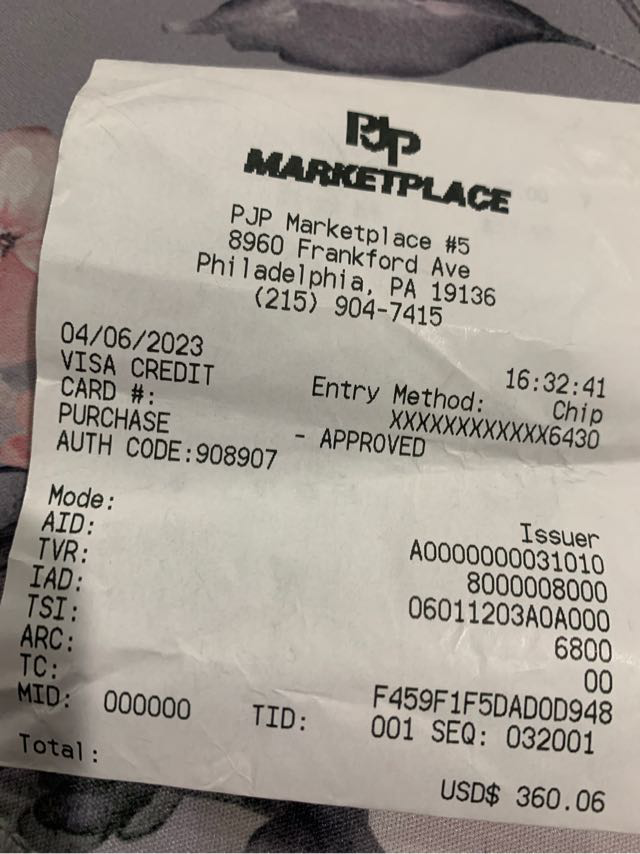 PJP
MARKETPLACE
PJP Marketplace #5
8960 Frankford Ave
Philadelphia, PA 19136
(215) 904-7415
04/06/2023 16:32:41
VISA CREDIT Entry Method: Chip
CARD #: XXXXXXXXXXXX6430
PURCHASE - APPROVED
AUTH CODE:908907
Mode: Issuer
AID: A0000000031010
TVR: 8000008000
IAD: 06011203A0A000
TSI: 6800
ARC: 00
TC: F459F1F5DAD0D948
MID: 000000 TID: 001 SEQ: 032001
Total: USD$ 360.06